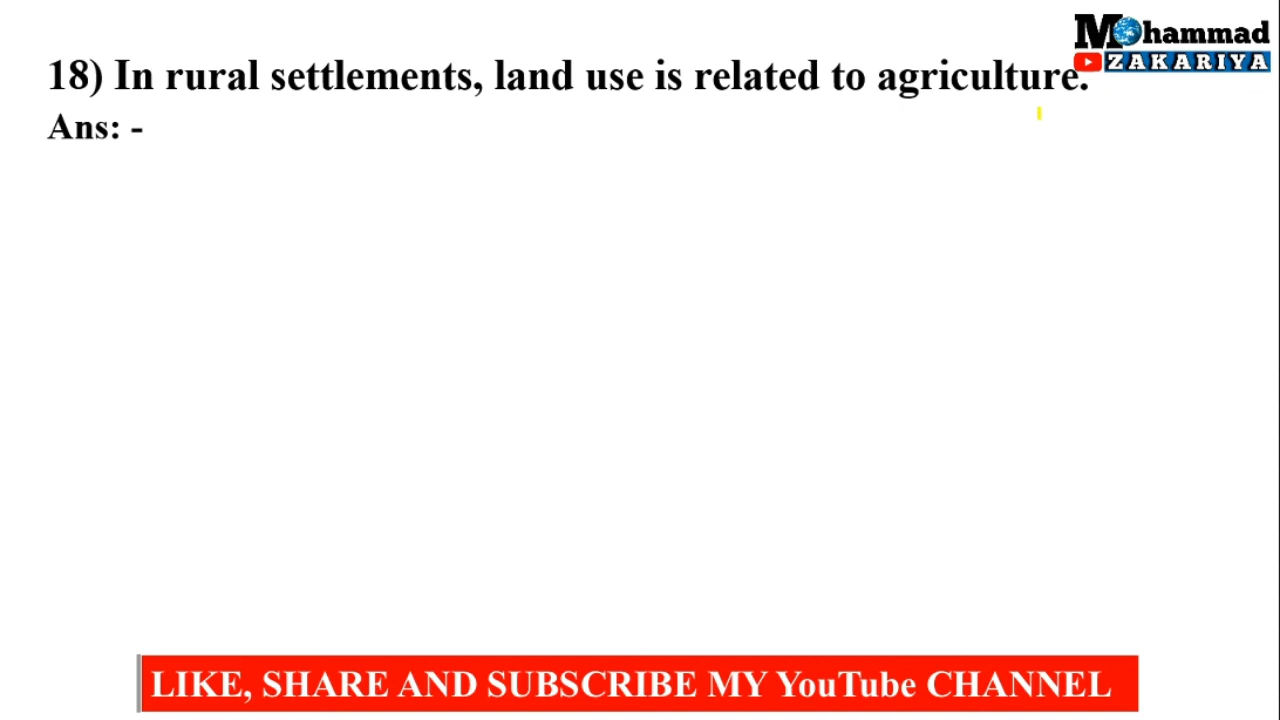 Mohammad
ZAKARIYA
18) In rural settlements, land use is related to agriculture.
Ans: -
LIKE, SHARE AND SUBSCRIBE MY YouTube CHANNEL